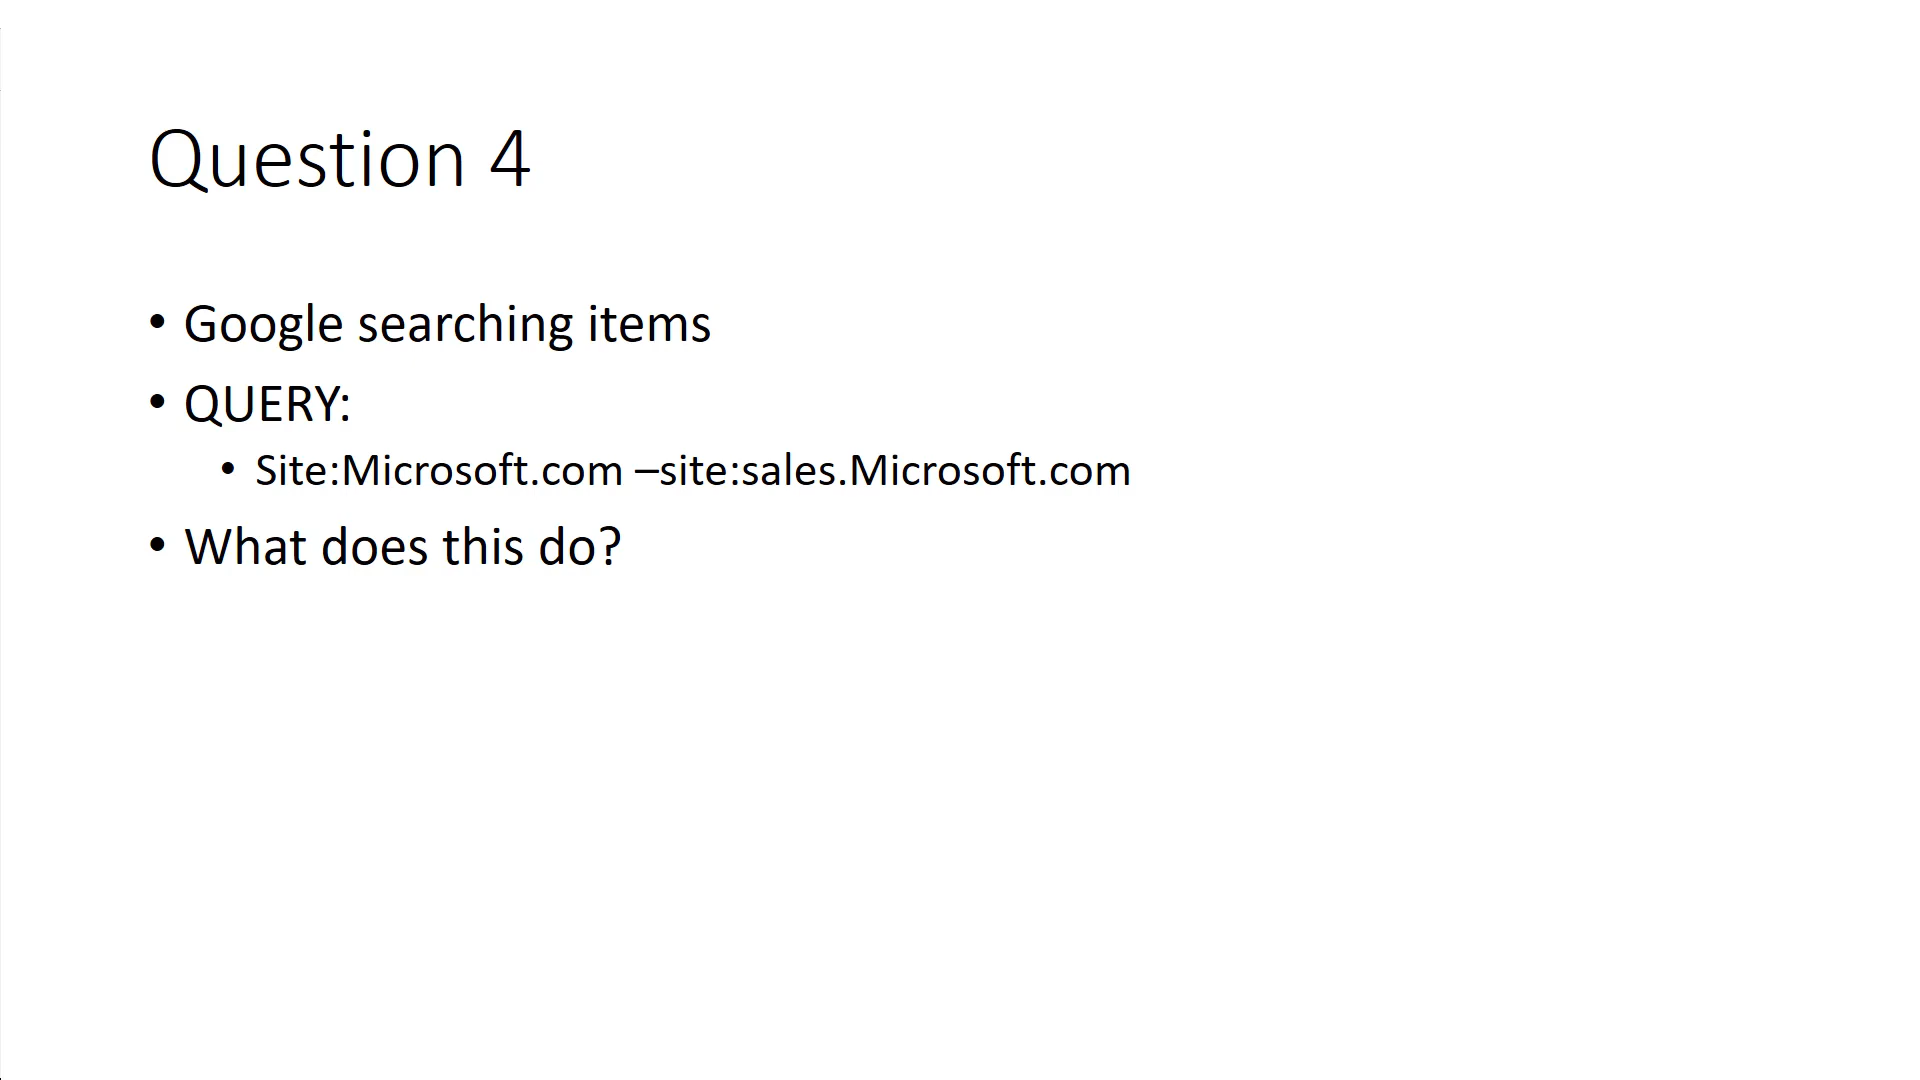 Question 4
• Google searching items
• QUERY:
• Site:Microsoft.com –site:sales.Microsoft.com
• What does this do?